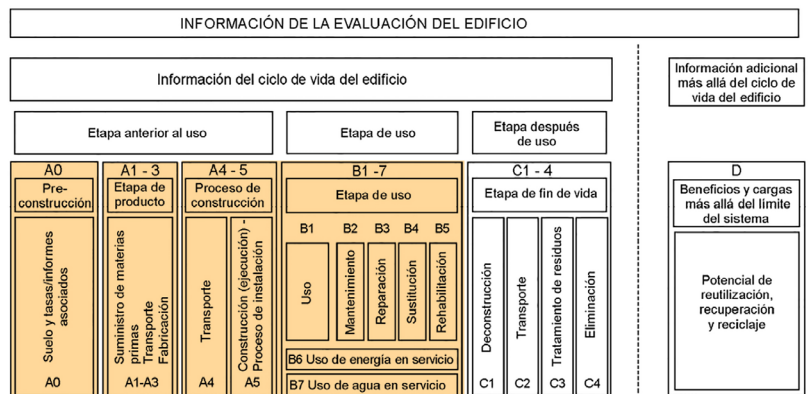 INFORMACIÓN DE LA EVALUACIÓN DEL EDIFICIO
Información del ciclo de vida del edificio
Información adicional
más allá del ciclo de
vida del edificio
Etapa anterior al uso
Etapa de uso
Etapa después
de uso
A0
Pre-
construcción
Suelo y tasas/informes
asociados
A0
A1 - 3
Etapa de
producto
Suministro de materias
primas
Transporte
Fabricación
A1-A3
A4 - 5
Proceso de
construcción
Transporte
A4
Construcción (ejecución) -
Proceso de instalación
A5
B1 -7
Etapa de uso
B1
Uso
B2
Mantenimiento
B3
Reparación
B4
Sustitución
B5
Rehabilitación
B6 Uso de energía en servicio
B7 Uso de agua en servicio
C1 - 4
Etapa de fin de vida
Deconstrucción
C1
Transporte
C2
Tratamiento de residuos
C3
Eliminación
C4
D
Beneficios y cargas
más allá del límite
del sistema
Potencial de
reutilización,
recuperación
y reciclaje